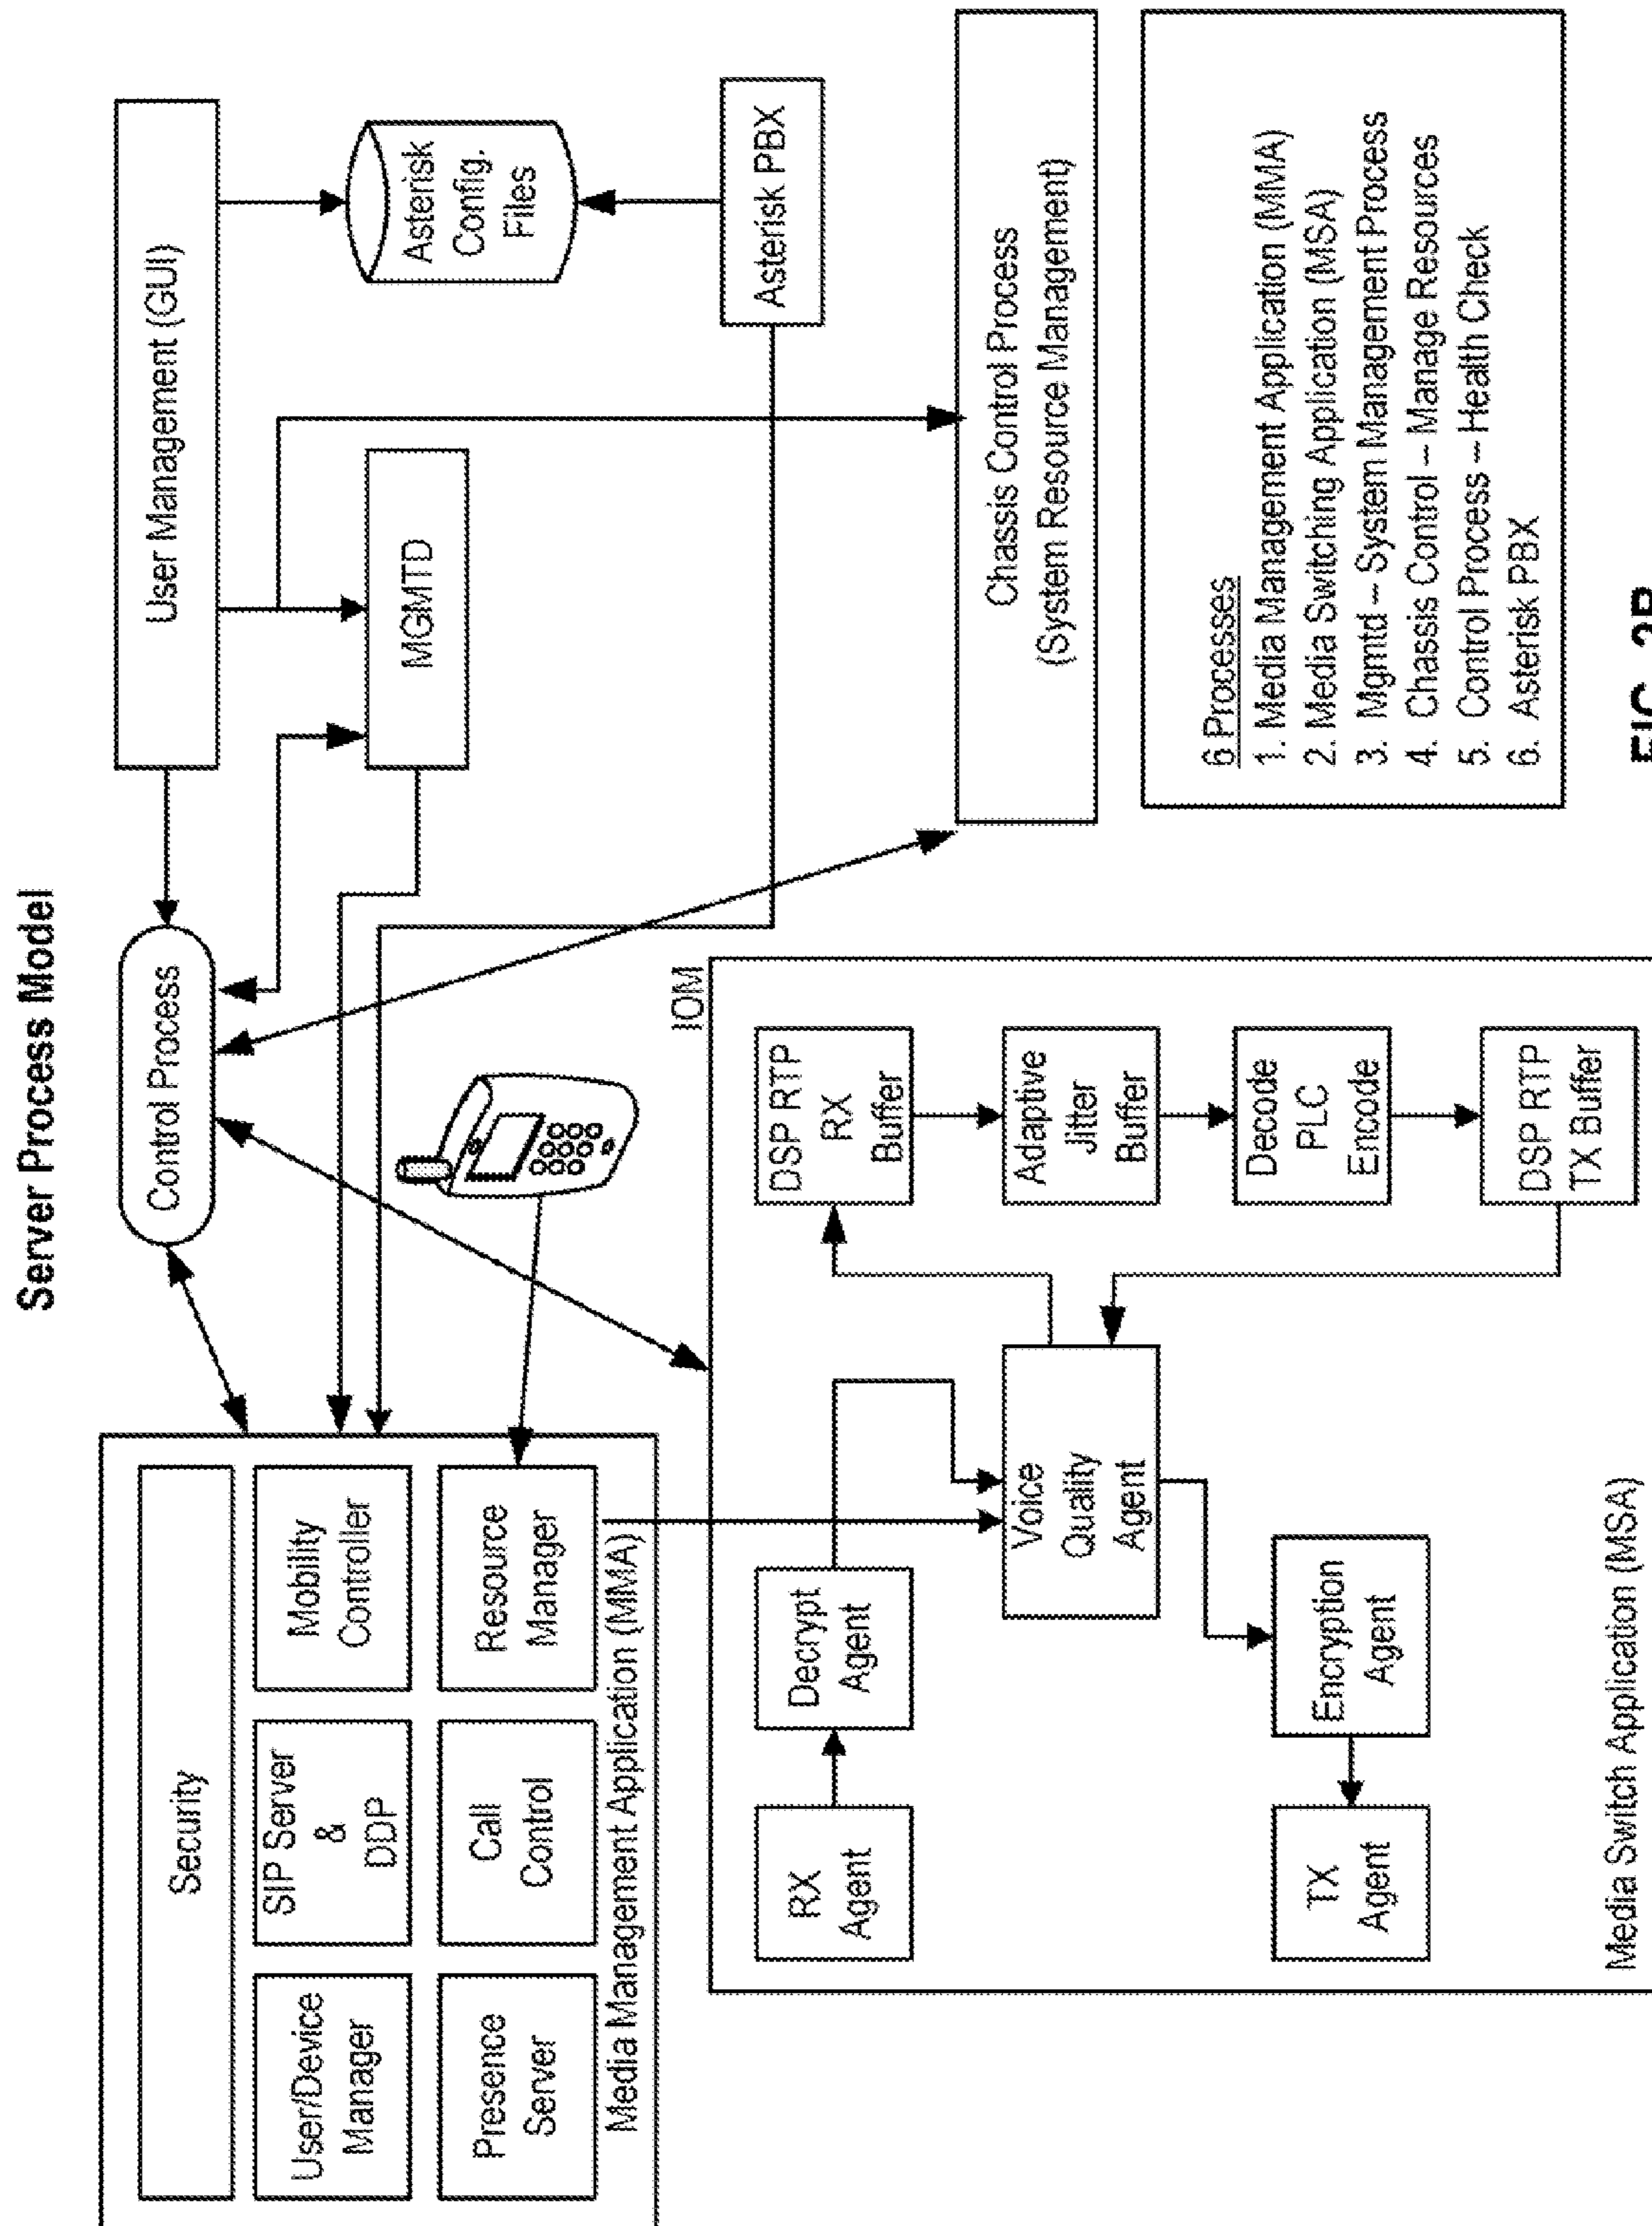 Server Process Model
Security
User/Device
Manager
SIP Server
&
DDP
Mobility
Controller
Presence
Server
Call
Control
Resource
Manager
Media Management Application (MMA)
Control Process
User Management (GUI)
MGMTD
Asterisk
Config.
Files
Asterisk PBX
Chassis Control Process
(System Resource Management)
IOM
RX
Agent
Decrypt
Agent
Voice
Quality
Agent
TX
Agent
Encryption
Agent
DSP RTP
RX
Buffer
Adaptive
Jitter
Buffer
Decode
PLC
Encode
DSP RTP
TX Buffer
Media Switch Application (MSA)
6 Processes
1. Media Management Application (MMA)
2. Media Switching Application (MSA)
3. Mgmtd – System Management Process
4. Chassis Control – Manage Resources
5. Control Process – Health Check
6. Asterisk PBX
FIG.